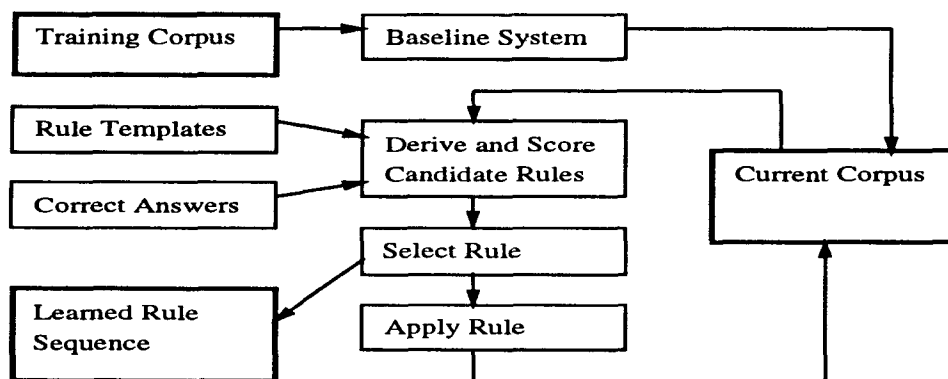 Training Corpus
Baseline System
Rule Templates
Derive and Score
Candidate Rules
Current Corpus
Correct Answers
Select Rule
Learned Rule
Sequence
Apply Rule